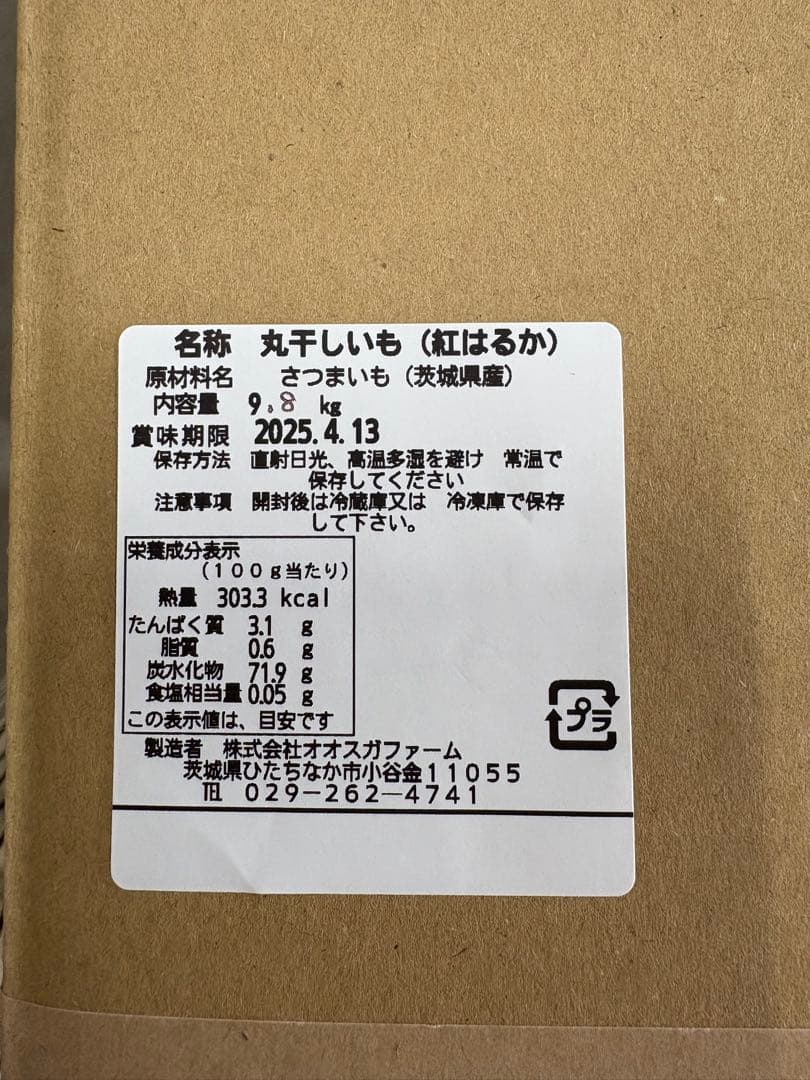 名称　丸干しいも（紅はるか）
原材料名　さつまいも（茨城県産）
内容量　9.8 kg
賞味期限　2025.4.13
保存方法　直射日光、高温多湿を避け　常温で
保存してください
注意事項　開封後は冷蔵庫又は　冷凍庫で保存
して下さい。
栄養成分表示
（１００ｇ当たり）
熱量　303.3 kcal
たんぱく質　3.1　g
脂質　0.6　g
炭水化物　71.9　g
食塩相当量 0.05　g
この表示値は、目安です
プラ
製造者　株式会社オオスガファーム
茨城県ひたちなか市小谷金１１０５５
℡　０２９－２６２－４７４１